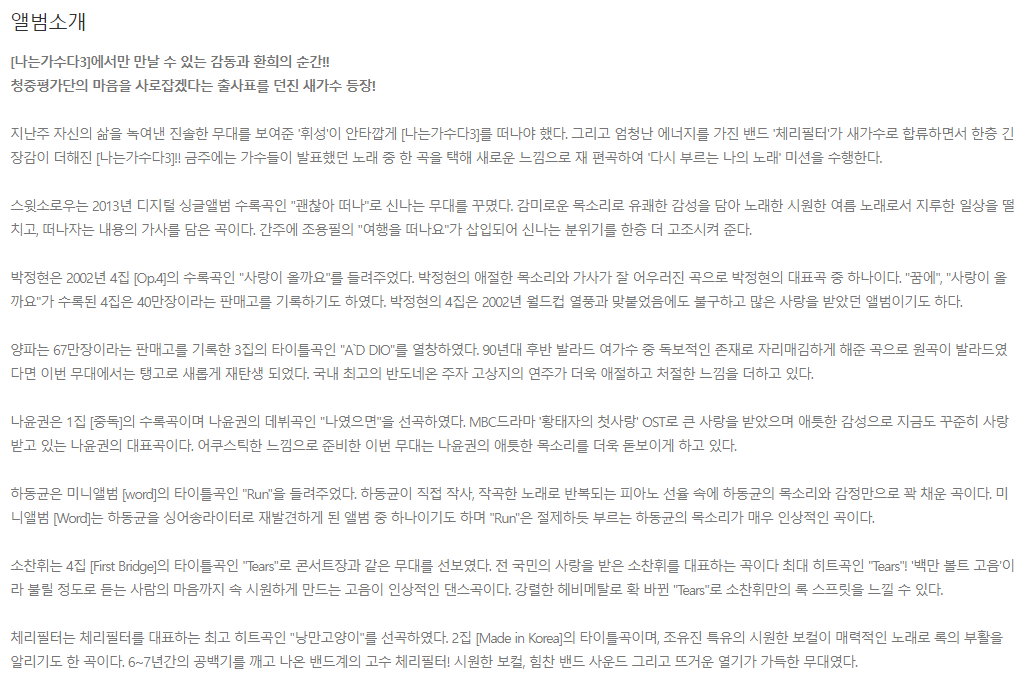 앨범소개
[나는가수다3]에서만 만날 수 있는 감동과 환희의 순간!!
청중평가단의 마음을 사로잡겠다는 출사표를 던진 새가수 등장!
지난주 자신의 삶을 녹여낸 진솔한 무대를 보여준 '휘성'이 안타깝게 [나는가수다3]를 떠나야 했다. 그리고 엄청난 에너지를 가진 밴드 '체리필터'가 새가수로 합류하면서 한층 긴
장감이 더해진 [나는가수다3]!! 금주에는 가수들이 발표했던 노래 중 한 곡을 택해 새로운 느낌으로 재 편곡하여 '다시 부르는 나의 노래' 미션을 수행한다.
스윗소로우는 2013년 디지털 싱글앨범 수록곡인 "괜찮아 떠나"로 신나는 무대를 꾸몄다. 감미로운 목소리로 유쾌한 감성을 담아 노래한 시원한 여름 노래로서 지루한 일상을 떨
치고, 떠나자는 내용의 가사를 담은 곡이다. 간주에 조용필의 "여행을 떠나요"가 삽입되어 신나는 분위기를 한층 더 고조시켜 준다.
박정현은 2002년 4집 [Op.4]의 수록곡인 "사랑이 올까요"를 들려주었다. 박정현의 애절한 목소리와 가사가 잘 어우러진 곡으로 박정현의 대표곡 중 하나이다. "꿈에", "사랑이 올
까요"가 수록된 4집은 40만장이라는 판매고를 기록하기도 하였다. 박정현의 4집은 2002년 월드컵 열풍과 맞붙었음에도 불구하고 많은 사랑을 받았던 앨범이기도 하다.
양파는 67만장이라는 판매고를 기록한 3집의 타이틀곡인 "A`D DIO"를 열창하였다. 90년대 후반 발라드 여가수 중 독보적인 존재로 자리매김하게 해준 곡으로 원곡이 발라드였
다면 이번 무대에서는 탱고로 새롭게 재탄생 되었다. 국내 최고의 반도네온 주자 고상지의 연주가 더욱 애절하고 처절한 느낌을 더하고 있다.
나윤권은 1집 [중독]의 수록곡이며 나윤권의 데뷔곡인 "나였으면"을 선곡하였다. MBC드라마 '황태자의 첫사랑' OST로 큰 사랑을 받았으며 애틋한 감성으로 지금도 꾸준히 사랑
받고 있는 나윤권의 대표곡이다. 어쿠스틱한 느낌으로 준비한 이번 무대는 나윤권의 애틋한 목소리를 더욱 돋보이게 하고 있다.
하동균은 미니앨범 [word]의 타이틀곡인 "Run"을 들려주었다. 하동균이 직접 작사, 작곡한 노래로 반복되는 피아노 선율 속에 하동균의 목소리와 감정만으로 꽉 채운 곡이다. 미
니앨범 [Word]는 하동균을 싱어송라이터로 재발견하게 된 앨범 중 하나이기도 하며 "Run"은 절제하듯 부르는 하동균의 목소리가 매우 인상적인 곡이다.
소찬휘는 4집 [First Bridge]의 타이틀곡인 "Tears"로 콘서트장과 같은 무대를 선보였다. 전 국민의 사랑을 받은 소찬휘를 대표하는 곡이다 최대 히트곡인 "Tears"! '백만 볼트 고음'이
라 불릴 정도로 듣는 사람의 마음까지 속 시원하게 만드는 고음이 인상적인 댄스곡이다. 강렬한 헤비메탈로 확 바뀐 "Tears"로 소찬휘만의 록 스프릿을 느낄 수 있다.
체리필터는 체리필터를 대표하는 최고 히트곡인 "낭만고양이"를 선곡하였다. 2집 [Made in Korea]의 타이틀곡이며, 조유진 특유의 시원한 보컬이 매력적인 노래로 록의 부활을
알리기도 한 곡이다. 6~7년간의 공백기를 깨고 나온 밴드계의 고수 체리필터! 시원한 보컬, 힘찬 밴드 사운드 그리고 뜨거운 열기가 가득한 무대였다.